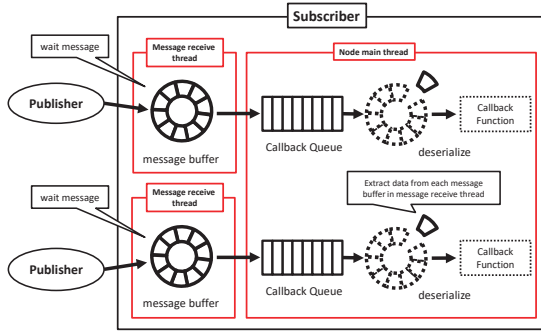 Subscriber
wait message
Message receive
thread
Node main thread
Publisher
message buffer
Callback Queue
deserialize
Callback
Function
wait message
Message receive
thread
Extract data from each message
buffer in message receive thread
Publisher
message buffer
Callback Queue
deserialize
Callback
Function